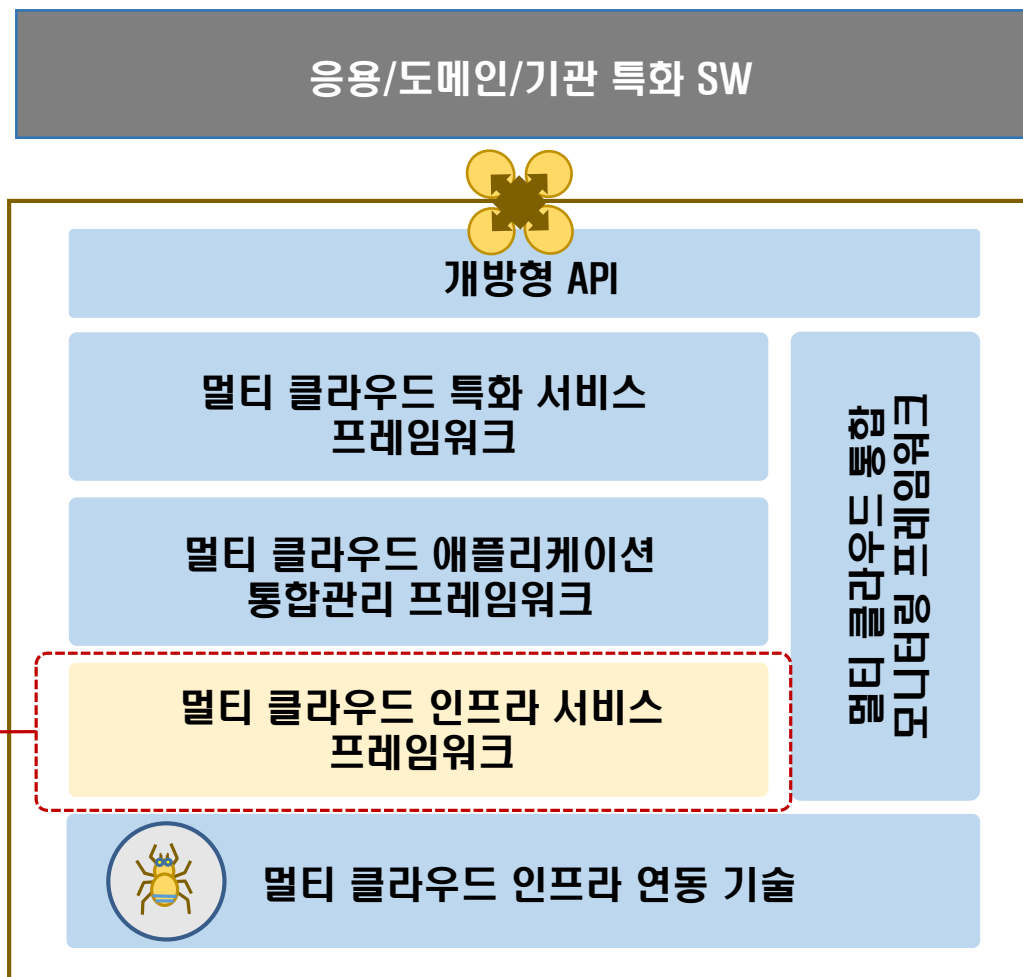 응용/도메인/기관 특화 SW
개방형 API
멀티 클라우드 특화 서비스
프레임워크
멀티 클라우드 애플리케이션
통합관리 프레임워크
멀티 클라우드 인프라 서비스
프레임워크
멀티 클라우드 통합
모니터링 프레임워크
멀티 클라우드 인프라 연동 기술